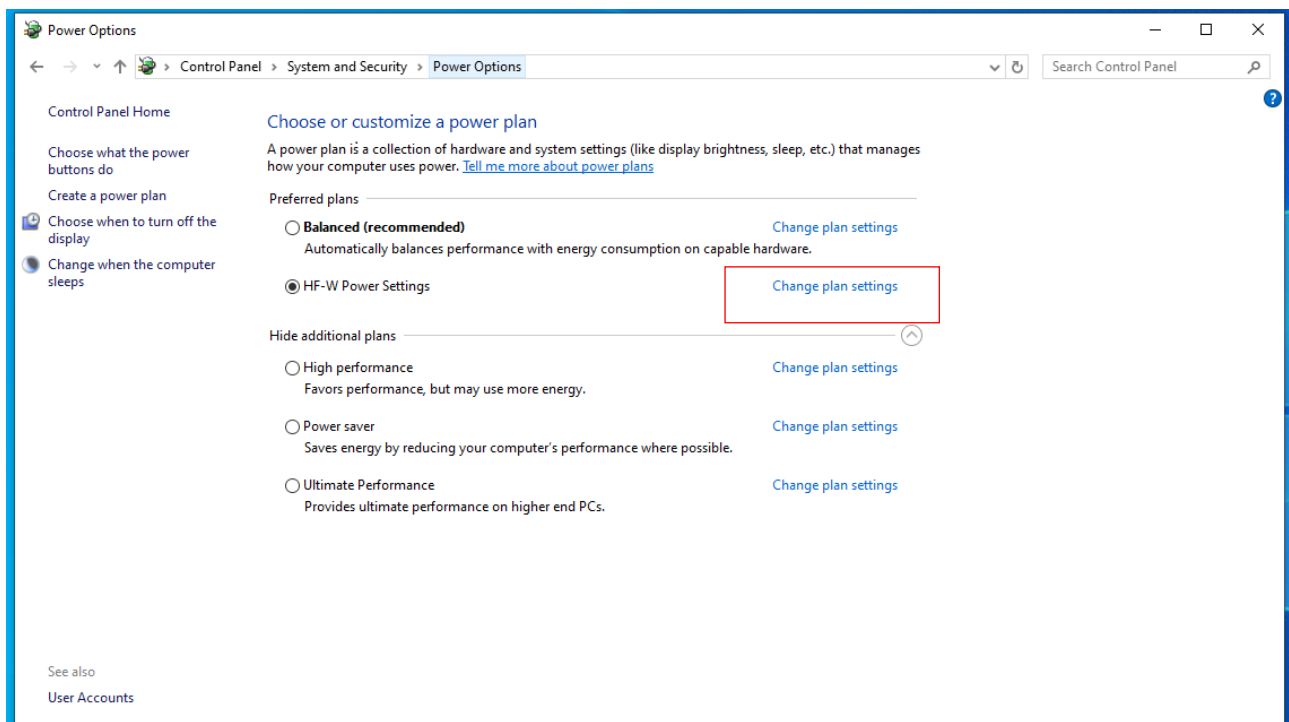 Power Options
Control Panel > System and Security > Power Options
Search Control Panel
Control Panel Home
Choose what the power
buttons do
Create a power plan
Choose when to turn off the
display
Change when the computer
sleeps
Choose or customize a power plan
A power plan is a collection of hardware and system settings (like display brightness, sleep, etc.) that manages
how your computer uses power. Tell me more about power plans
Preferred plans
Balanced (recommended) Change plan settings
Automatically balances performance with energy consumption on capable hardware.
HF-W Power Settings Change plan settings
Hide additional plans
High performance Change plan settings
Favors performance, but may use more energy.
Power saver Change plan settings
Saves energy by reducing your computer's performance where possible.
Ultimate Performance Change plan settings
Provides ultimate performance on higher end PCs.
See also
User Accounts